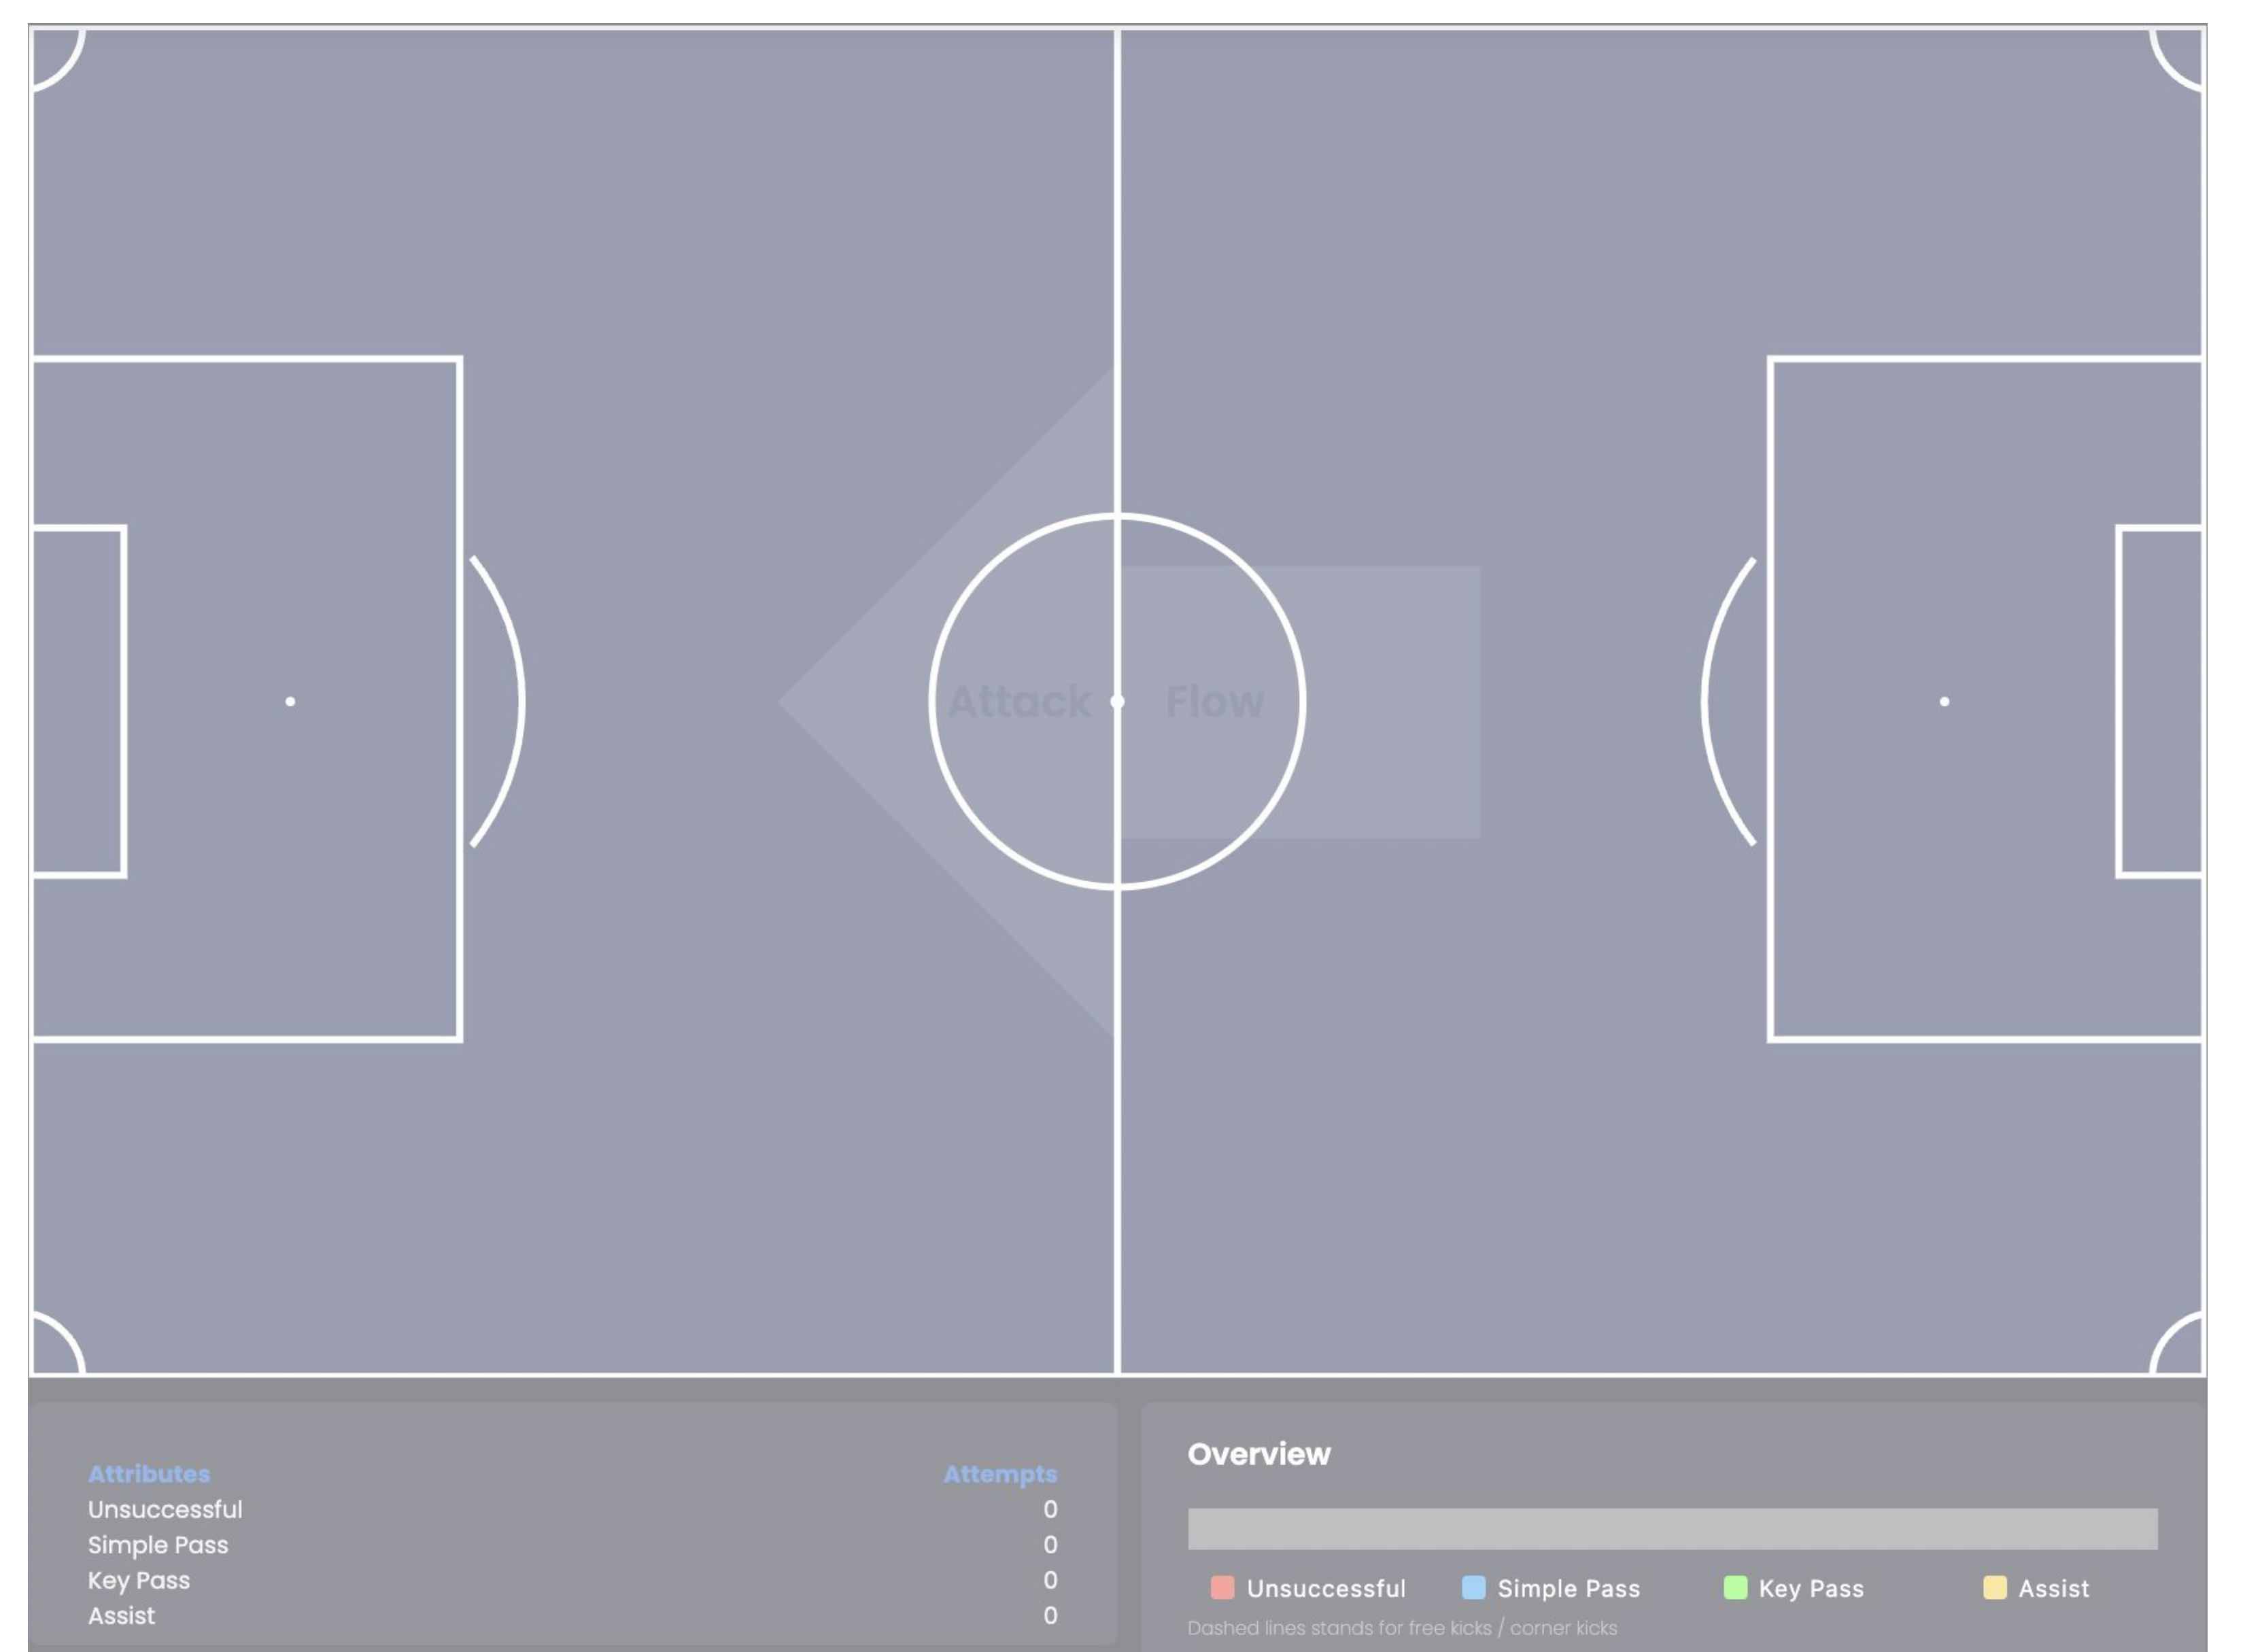 Attack Flow
Attributes Attempts
Unsuccessful 0
Simple Pass 0
Key Pass 0
Assist 0
Overview
Unsuccessful Simple Pass Key Pass Assist
Dashed lines stands for free kicks / corner kicks